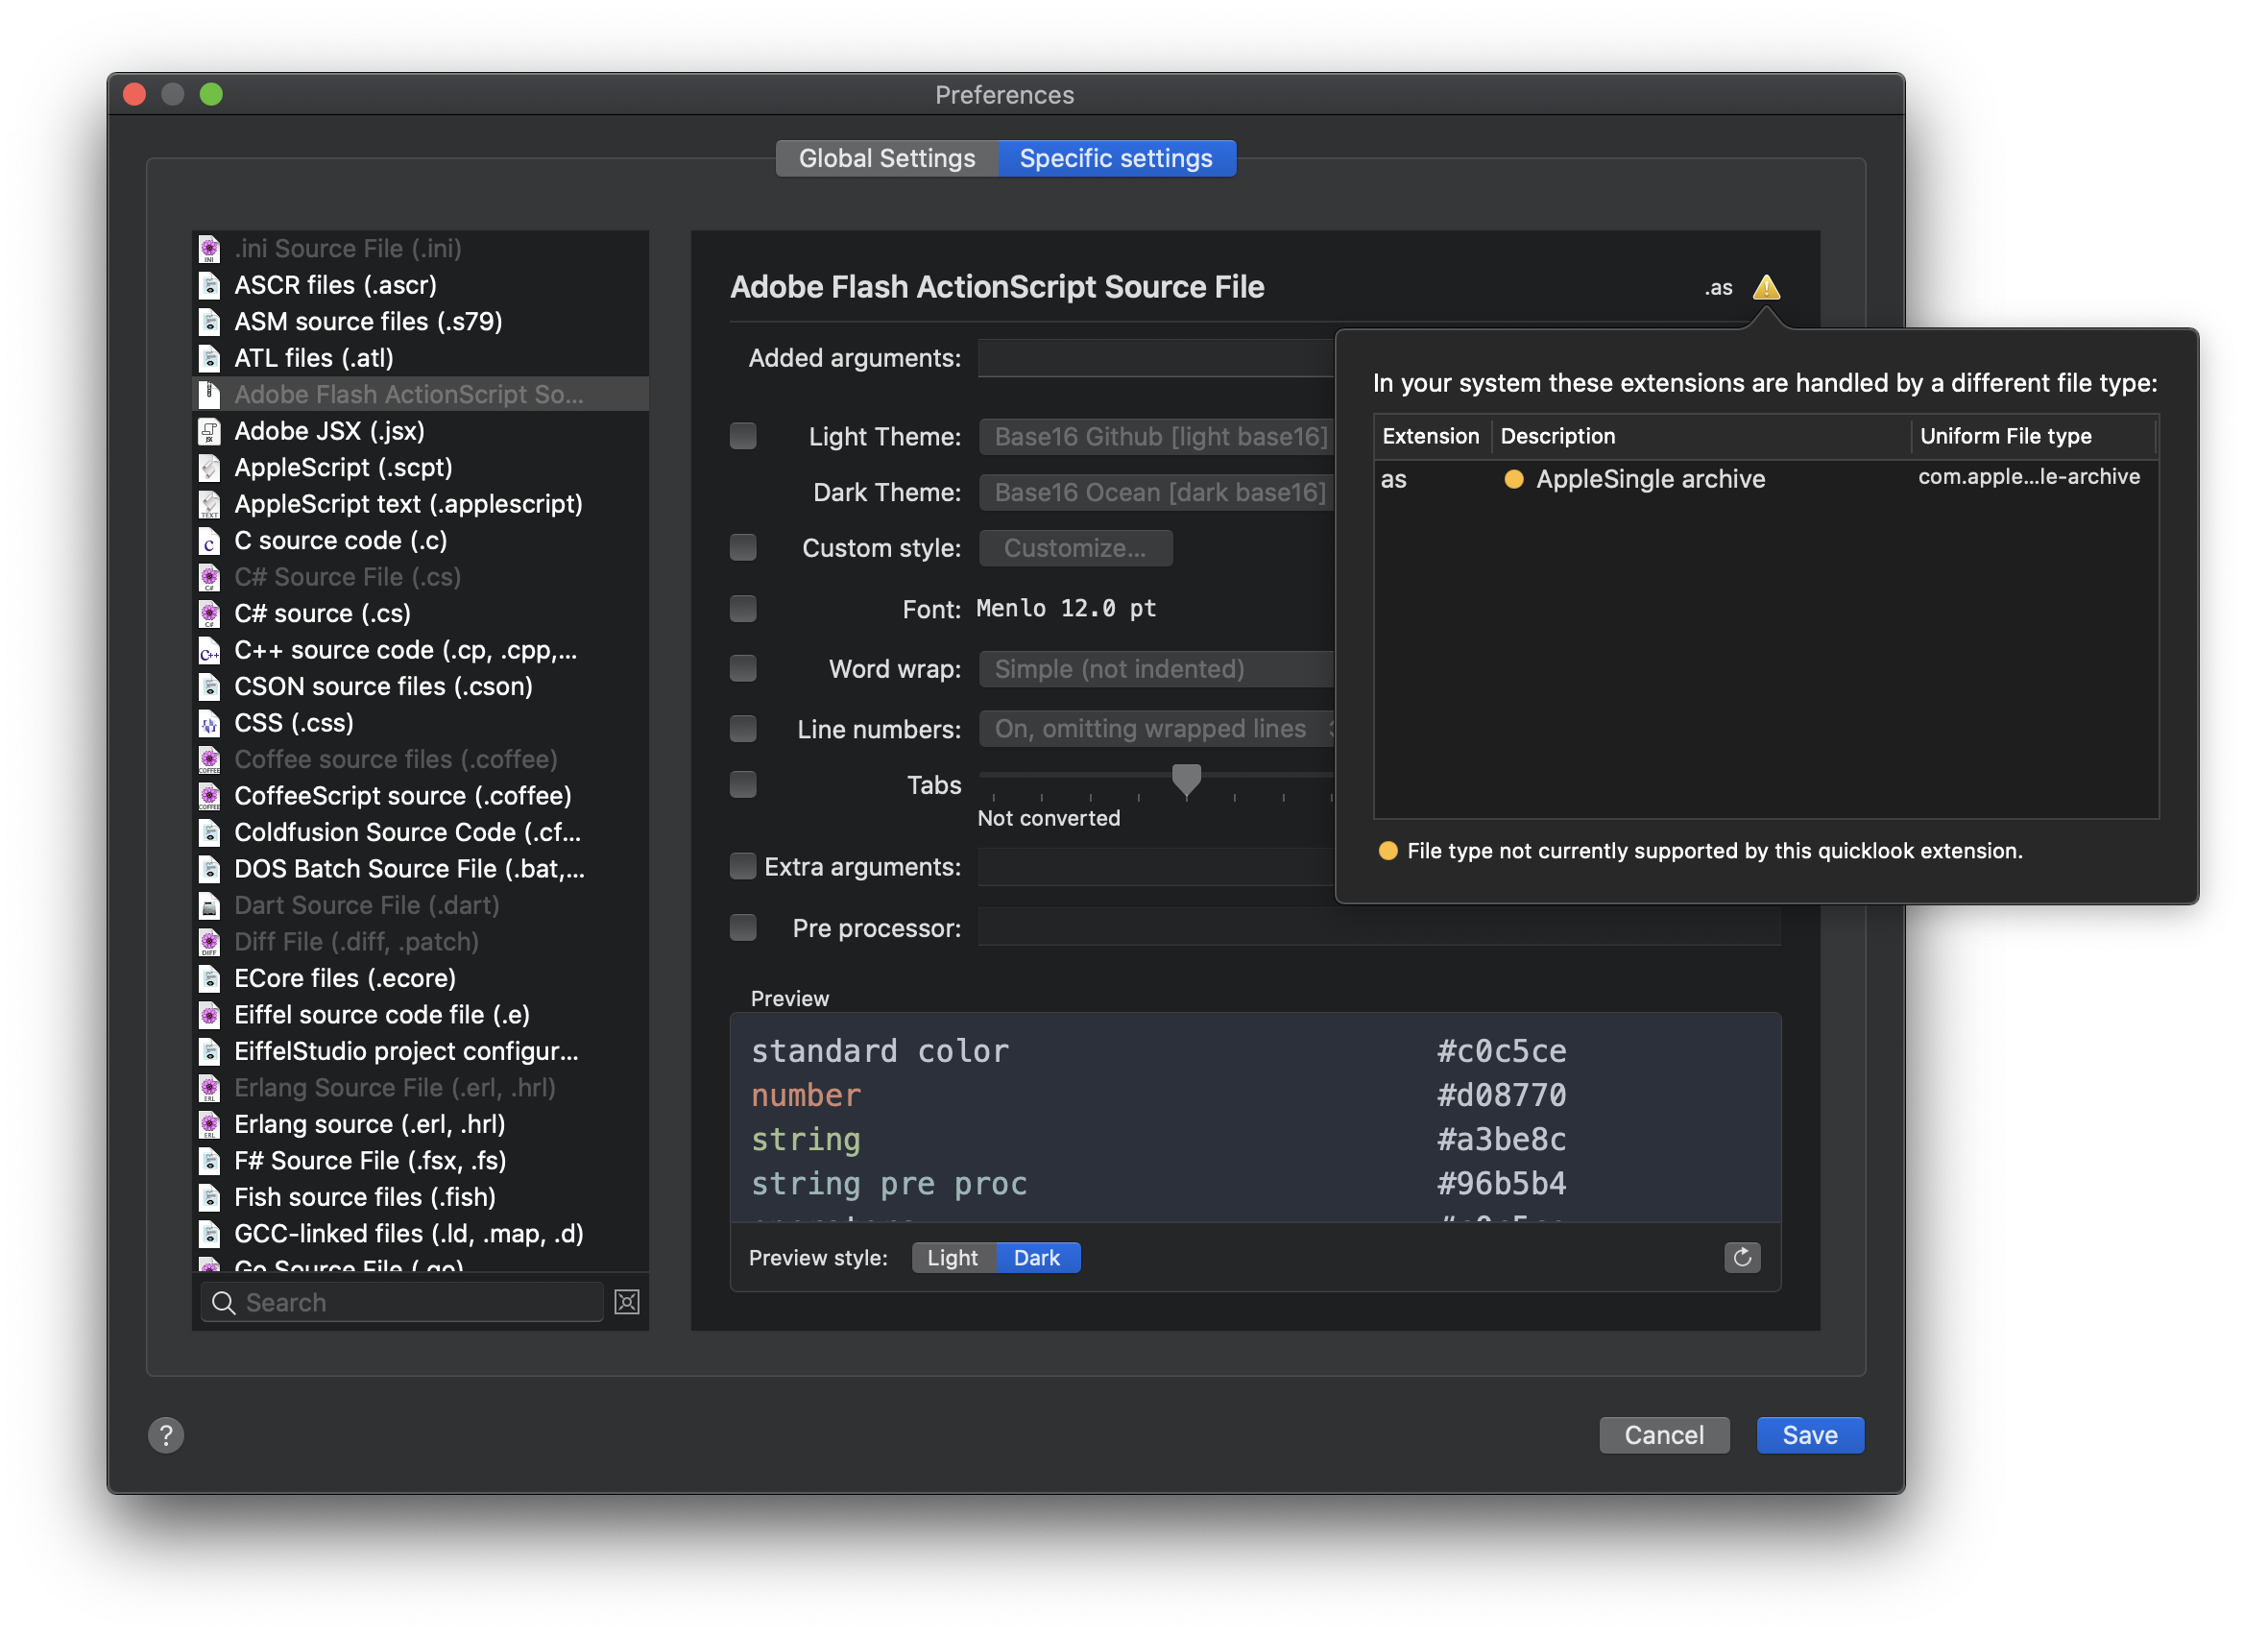 Preferences
Global Settings
Specific settings
.ini Source File (.ini)
ASCR files (.ascr)
ASM source files (.s79)
ATL files (.atl)
Adobe Flash ActionScript So...
Adobe JSX (.jsx)
AppleScript (.scpt)
AppleScript text (.applescript)
C source code (.c)
C# Source File (.cs)
C# source (.cs)
C++ source code (.cp, .cpp,...
CSON source files (.cson)
CSS (.css)
Coffee source files (.coffee)
CoffeeScript source (.coffee)
Coldfusion Source Code (.cf...
DOS Batch Source File (.bat,...
Dart Source File (.dart)
Diff File (.diff, .patch)
ECore files (.ecore)
Eiffel source code file (.e)
EiffelStudio project configur...
Erlang Source File (.erl, .hrl)
Erlang source (.erl, .hrl)
F# Source File (.fsx, .fs)
Fish source files (.fish)
GCC-linked files (.ld, .map, .d)
Go Source File (.go)
Search
Adobe Flash ActionScript Source File
.as
Added arguments:
Light Theme: Base16 Github [light base16]
Dark Theme: Base16 Ocean [dark base16]
Custom style: Customize...
Font: Menlo 12.0 pt
Word wrap: Simple (not indented)
Line numbers: On, omitting wrapped lines
Tabs
Not converted
Extra arguments:
Pre processor:
In your system these extensions are handled by a different file type:
Extension Description Uniform File type
as AppleSingle archive com.apple...le-archive
File type not currently supported by this quicklook extension.
Preview
standard color #c0c5ce
number #d08770
string #a3be8c
string pre proc #96b5b4
Preview style: Light Dark
?
Cancel
Save